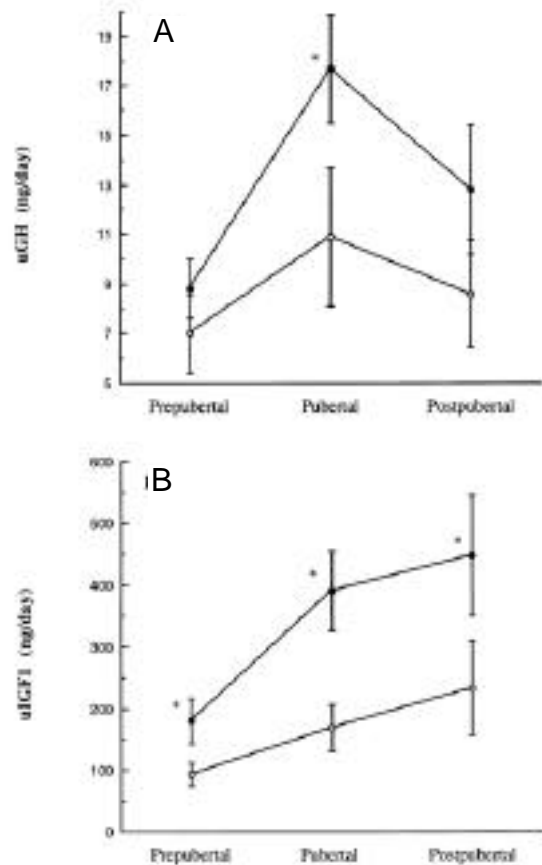 A
uGH (ng/day)
19
17
15
13
11
9
7
5
Prepubertal
Pubertal
Postpubertal
*
B
uIGF1 (ng/day)
600
500
400
300
200
100
0
Prepubertal
Pubertal
Postpubertal
*
*
*